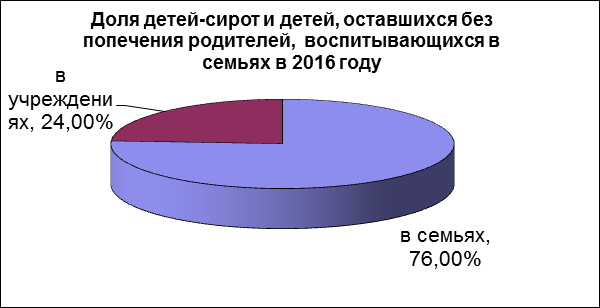 Доля детей-сирот и детей, оставшихся без
попечения родителей, воспитывающихся в
семьях в 2016 году
в
учреждени
ях, 24,00%
в семьях,
76,00%